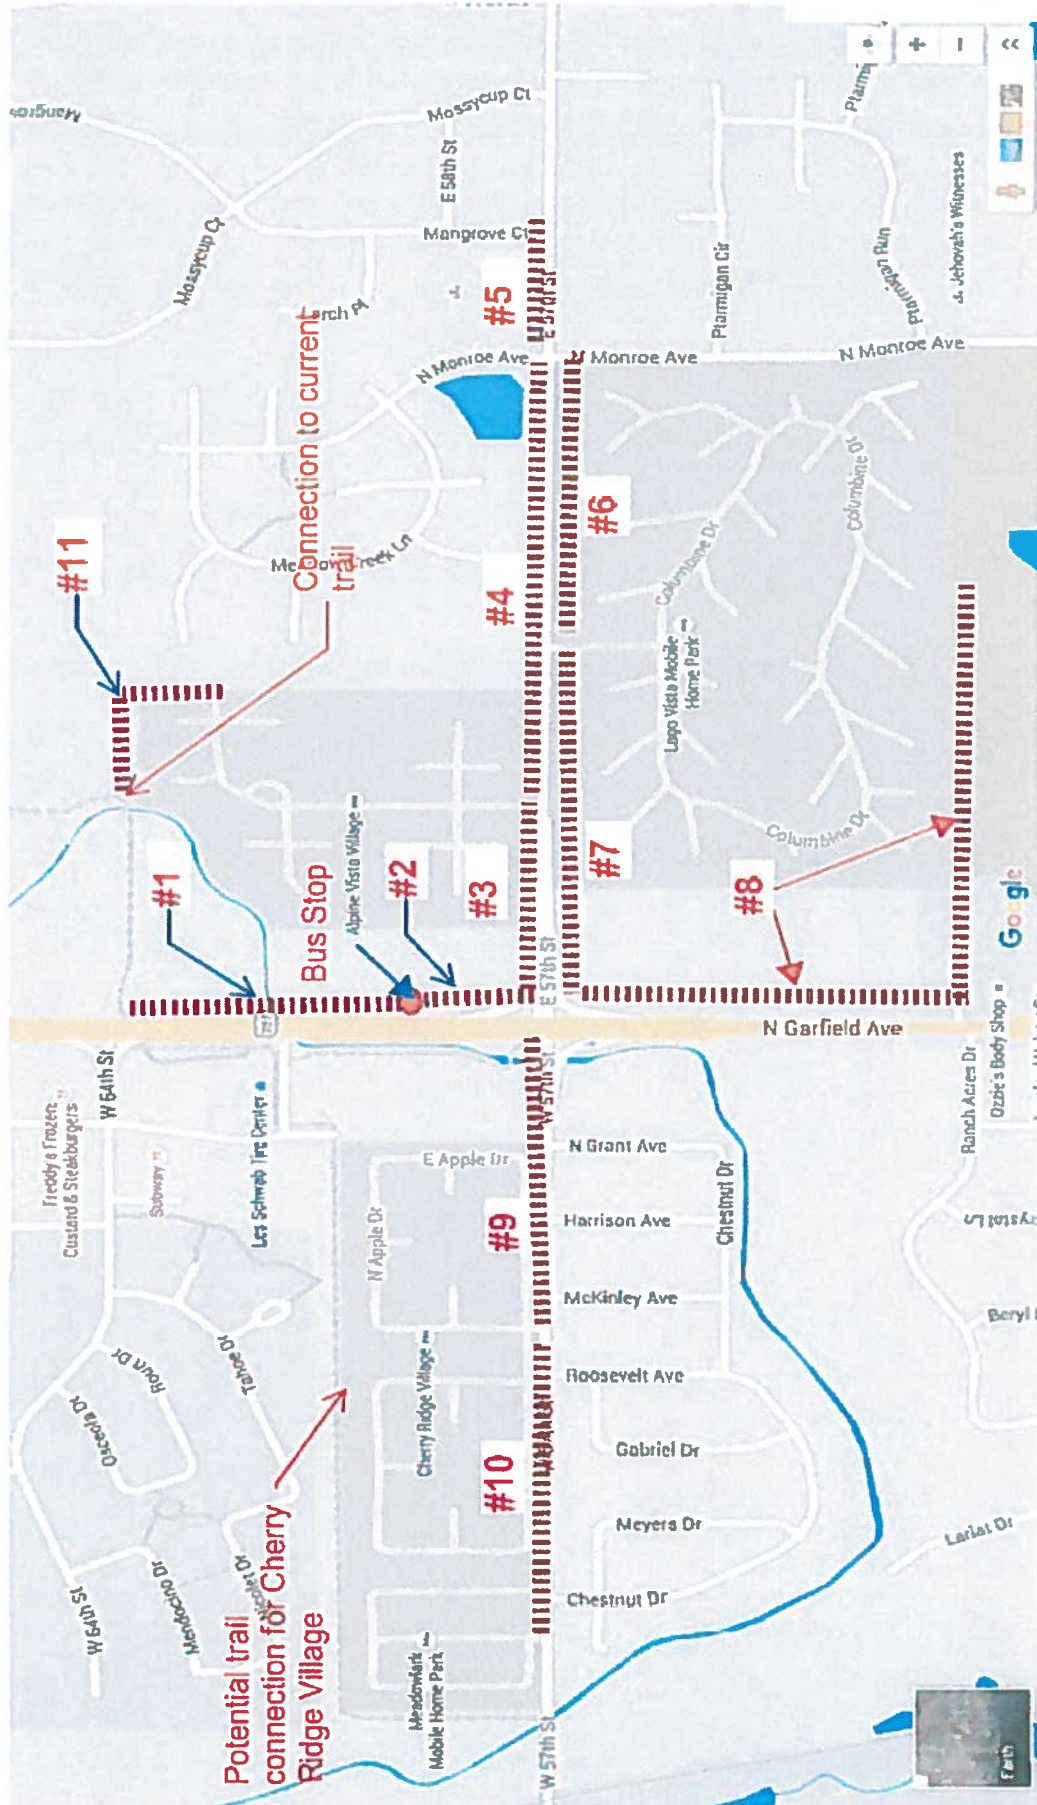 Mangrove
Mossycup Ct
E 58th St
Mossycup Ct
Mangrove Ct
arch Pl
N Monroe Ave
#5
E 57th St
Monroe Ave
Ptarmigan Cir
N Monroe Ave
Ptarmigan Run
Ptarmig
Jehovah's Witnesses
#11
Connection to current
trail
Creek Ln
#4
#6
Columbine Dr
Columbine Dr
Lago Vista Mobile
Home Park
Columbine Dr
#1
Bus Stop
Alpine Vista Village
#2
#3
#7
#8
E 57th St
N Garfield Ave
Google
Freddy's Frozen
Custard & Steakburgers
W 64th St
Subway
Les Schwab Tire Center
W 57th St
E Apple Dr
N Apple Dr
#9
N Grant Ave
Harrison Ave
McKinley Ave
Chestnut Dr
Roosevelt Ave
Ranch Acres Dr
Ozzie's Body Shop
Beryl
Osceola Dr
Tahoe Dr
Cherry Ridge Village
#10
Gabriel Dr
Meyers Dr
Chestnut Dr
Lariat Dr
Potential trail
connection for Cherry
Ridge Village
W 64th St
Mendocino Dr
Meadowlark
Mobile Home Park
W 57th St
Earth